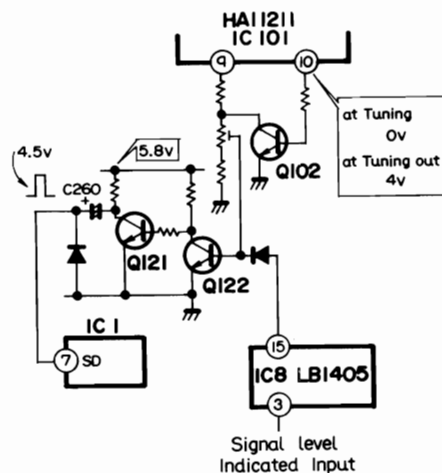 HA11211
IC 101
9
10
at Tuning
0v
at Tuning out
4v
Q102
5.8v
4.5v
C260
+
Q121
Q122
IC 1
7 SD
15
IC8 LB1405
3
Signal level
Indicated Input